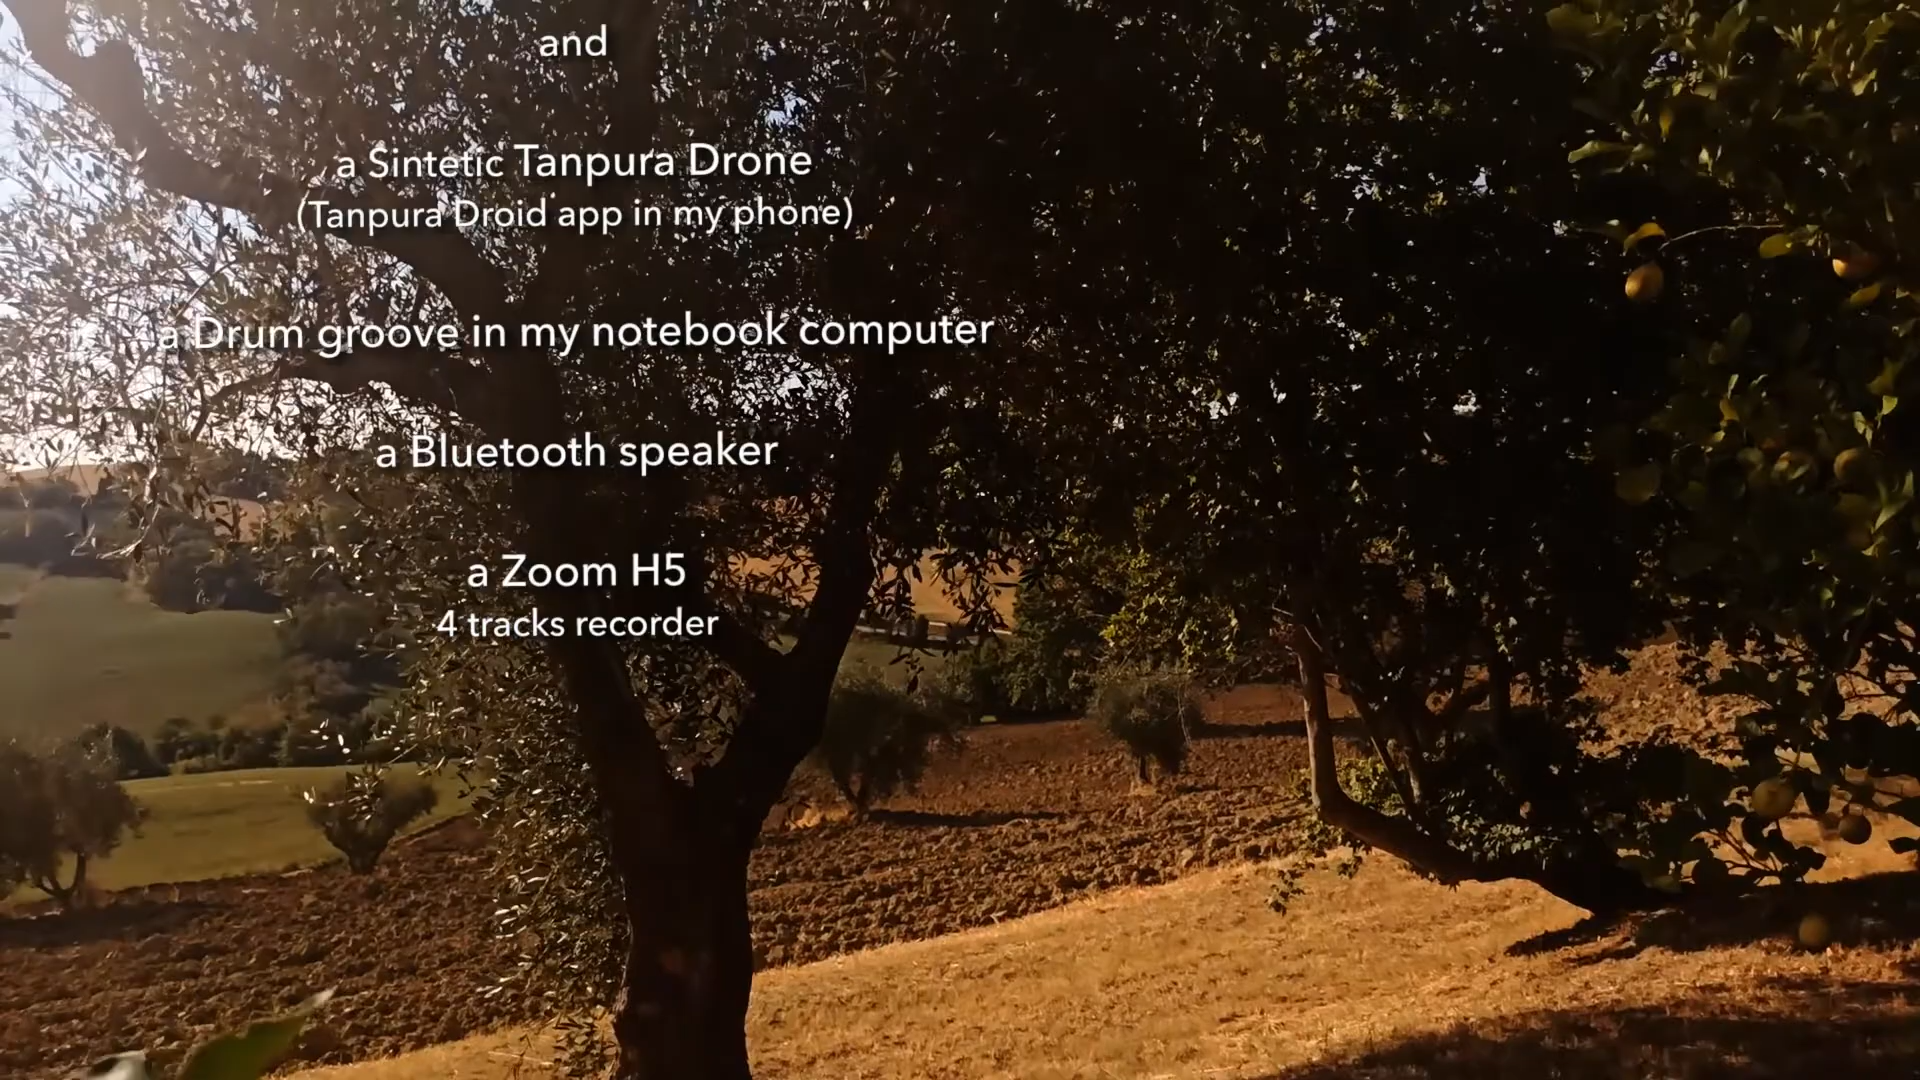 and
a Sintetic Tanpura Drone
(Tanpura Droid app in my phone)
a Drum groove in my notebook computer
a Bluetooth speaker
a Zoom H5
4 tracks recorder